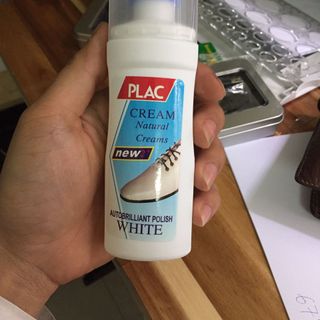 PLAC
CREAM
Natural
Creams
new
AUTOBRILLIANT POLISH
WHITE